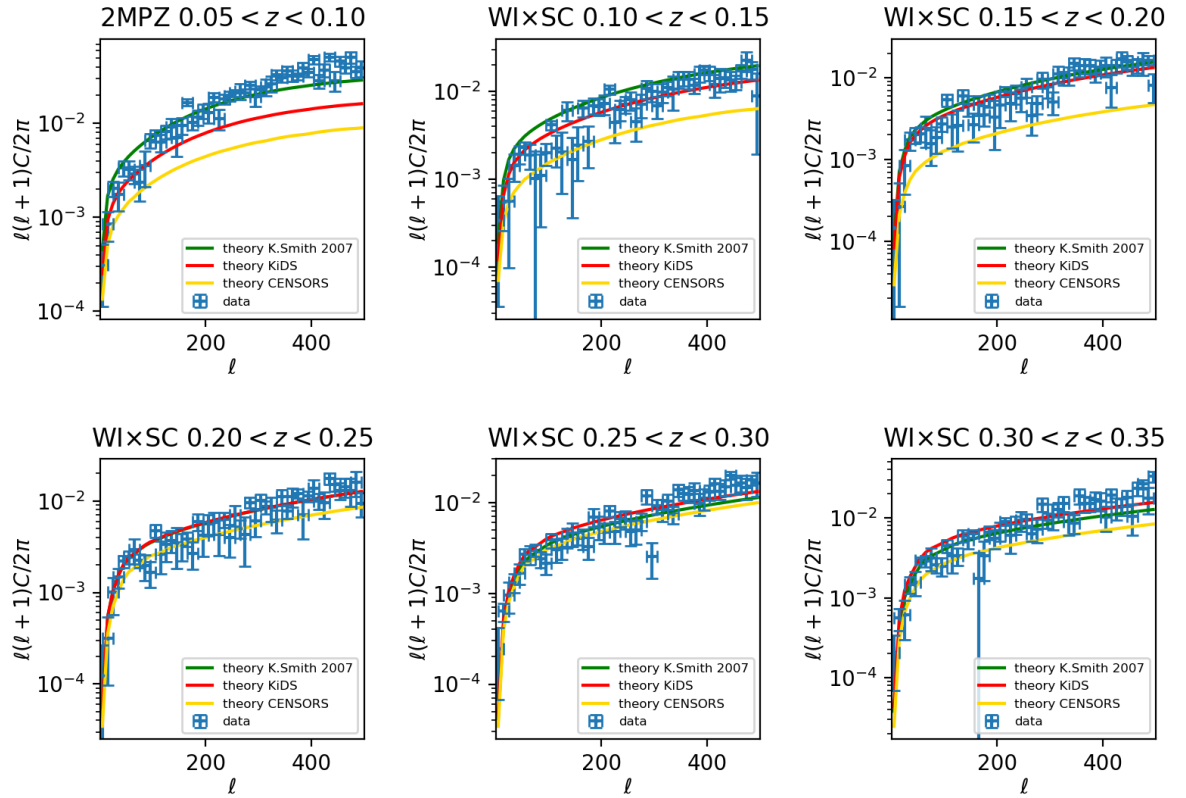 2MPZ 0.05 < z < 0.10
ℓ(ℓ + 1)C/2π
10⁻²
10⁻³
10⁻⁴
theory K.Smith 2007
theory KiDS
theory CENSORS
data
200
400
ℓ
WI×SC 0.10 < z < 0.15
ℓ(ℓ + 1)C/2π
10⁻²
10⁻³
10⁻⁴
theory K.Smith 2007
theory KiDS
theory CENSORS
data
200
400
ℓ
WI×SC 0.15 < z < 0.20
ℓ(ℓ + 1)C/2π
10⁻²
10⁻³
10⁻⁴
theory K.Smith 2007
theory KiDS
theory CENSORS
data
200
400
ℓ
WI×SC 0.20 < z < 0.25
ℓ(ℓ + 1)C/2π
10⁻²
10⁻³
10⁻⁴
theory K.Smith 2007
theory KiDS
theory CENSORS
data
200
400
ℓ
WI×SC 0.25 < z < 0.30
ℓ(ℓ + 1)C/2π
10⁻²
10⁻³
10⁻⁴
theory K.Smith 2007
theory KiDS
theory CENSORS
data
200
400
ℓ
WI×SC 0.30 < z < 0.35
ℓ(ℓ + 1)C/2π
10⁻²
10⁻³
10⁻⁴
theory K.Smith 2007
theory KiDS
theory CENSORS
data
200
400
ℓ